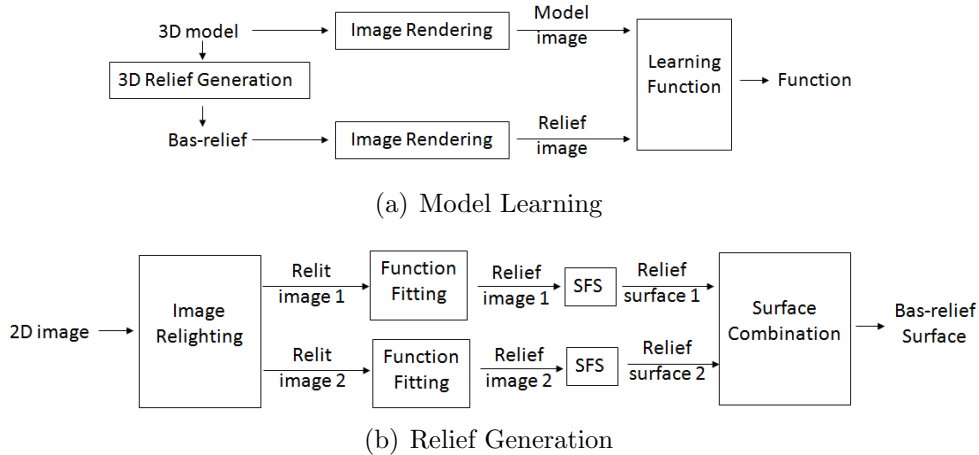 3D model
Image Rendering
Model
image
3D Relief Generation
Learning
Function
Function
Bas-relief
Image Rendering
Relief
image
(a) Model Learning
2D image
Image
Relighting
Relit
image 1
Function
Fitting
Relief
image 1
SFS
Relief
surface 1
Relit
image 2
Function
Fitting
Relief
image 2
SFS
Relief
surface 2
Surface
Combination
Bas-relief
Surface
(b) Relief Generation